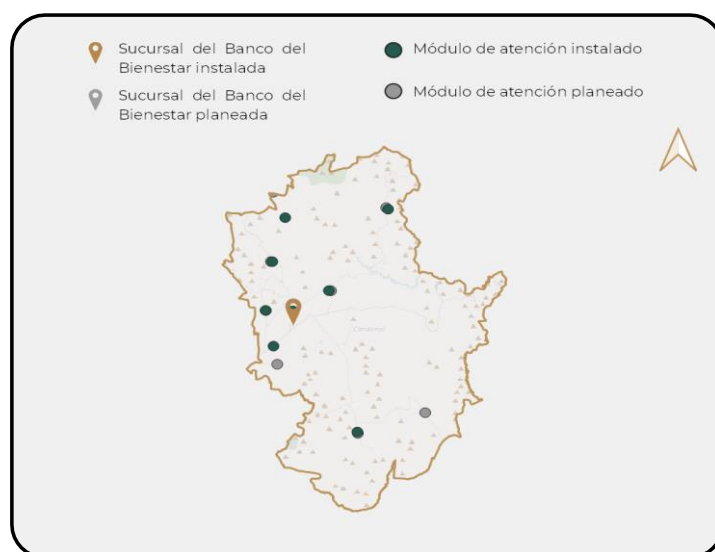 Sucursal del Banco del
Bienestar instalada
Sucursal del Banco del
Bienestar planeada
Módulo de atención instalado
Módulo de atención planeado